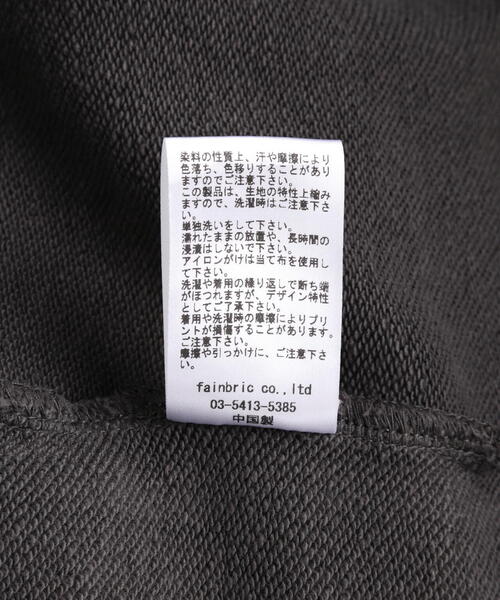 染料の性質上、汗や摩擦により
色落ち、色移りすることがあり
ますのでご注意下さい。
この製品は、生地の特性上縮み
ますので、洗濯時はご注意下さ
い。
単独洗いをして下さい。
濡れたままの放置や、長時間の
浸漬はしないで下さい。
アイロンがけは当て布を使用し
て下さい。
洗濯や着用の繰り返しで断ち端
がほつれますが、デザイン特性
としてご了承下さい。
着用や洗濯時の摩擦によりプリ
ントが損傷することがあります。
ご注意下さい。
摩擦や引っかけに、ご注意下さ
い。
fainbric co.,ltd
03-5413-5385
中国製